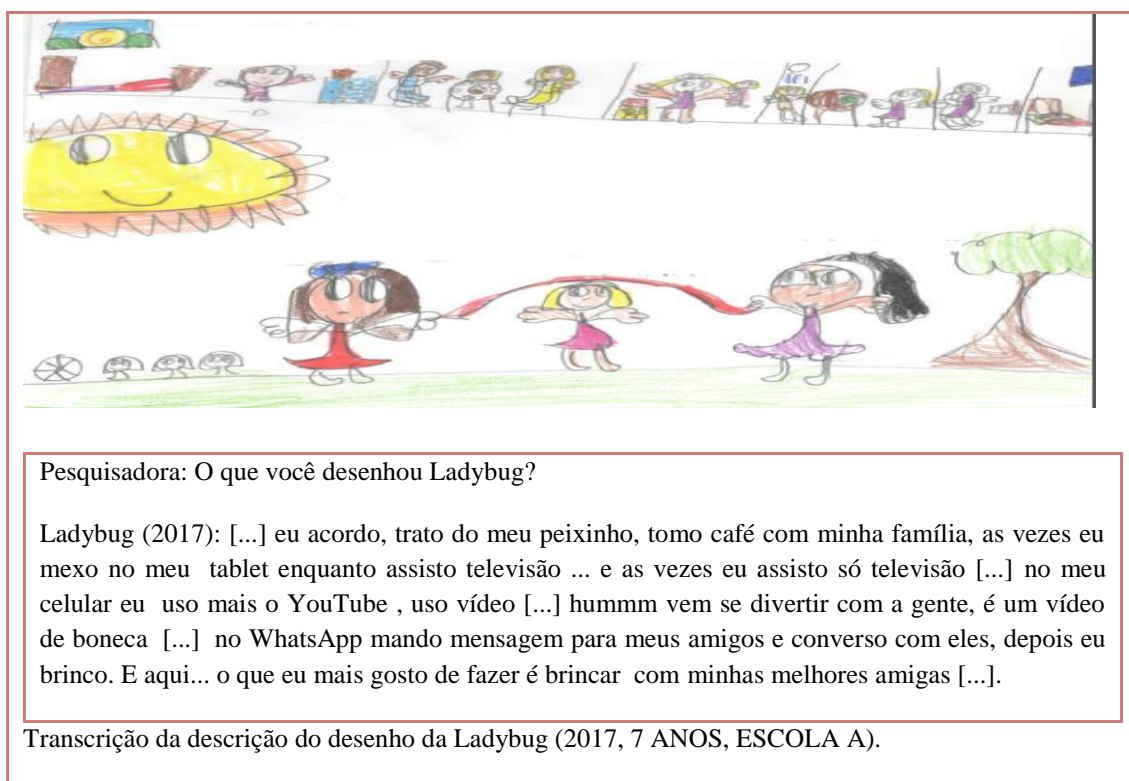 Pesquisadora: O que você desenhou Ladybug?
Ladybug (2017): [...] eu acordo, trato do meu peixinho, tomo café com minha família, as vezes eu
mexo no meu tablet enquanto assisto televisão ... e as vezes eu assisto só televisão [...] no meu
celular eu uso mais o YouTube , uso vídeo [...] hummm vem se divertir com a gente, é um vídeo
de boneca [...] no WhatsApp mando mensagem para meus amigos e converso com eles, depois eu
brinco. E aqui... o que eu mais gosto de fazer é brincar com minhas melhores amigas [...].
Transcrição da descrição do desenho da Ladybug (2017, 7 ANOS, ESCOLA A).